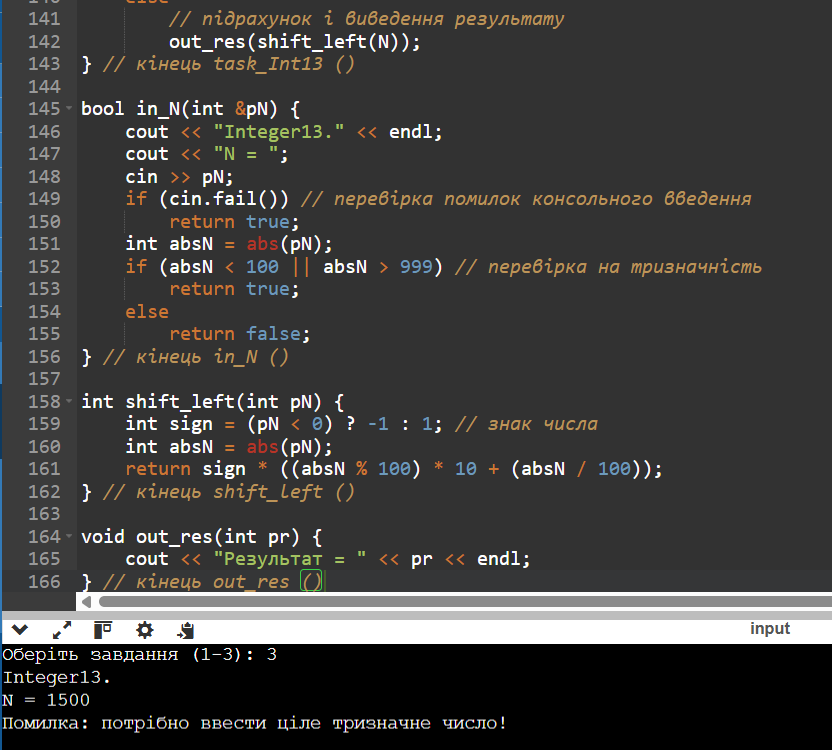 140 else
141 // підрахунок і виведення результату
142 out_res(shift_left(N));
143 } // кінець task_Int13 ()
144
145 bool in_N(int &pN) {
146 cout << "Integer13." << endl;
147 cout << "N = ";
148 cin >> pN;
149 if (cin.fail()) // перевірка помилок консольного введення
150 return true;
151 int absN = abs(pN);
152 if (absN < 100 || absN > 999) // перевірка на тризначність
153 return true;
154 else
155 return false;
156 } // кінець in_N ()
157
158 int shift_left(int pN) {
159 int sign = (pN < 0) ? -1 : 1; // знак числа
160 int absN = abs(pN);
161 return sign * ((absN % 100) * 10 + (absN / 100));
162 } // кінець shift_left ()
163
164 void out_res(int pr) {
165 cout << "Результат = " << pr << endl;
166 } // кінець out_res ()
input
Оберіть завдання (1-3): 3
Integer13.
N = 1500
Помилка: потрібно ввести ціле тризначне число!